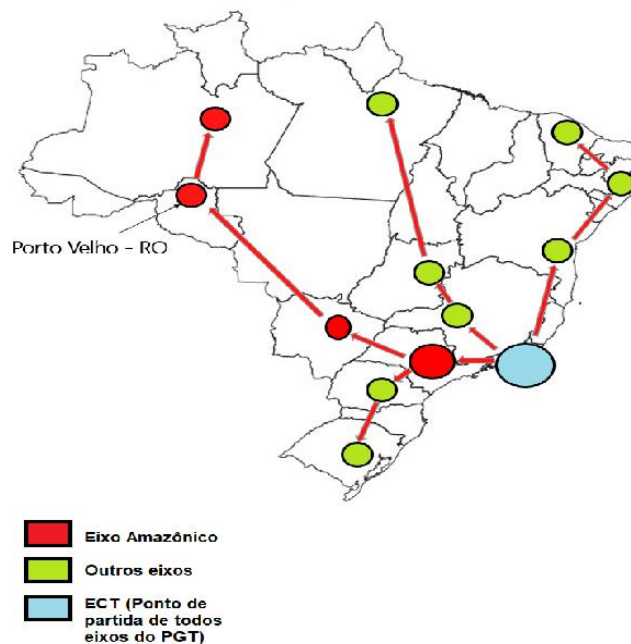 Porto Velho - RO
Eixo Amazônico
Outros eixos
ECT (Ponto de
partida de todos
eixos do PGT)